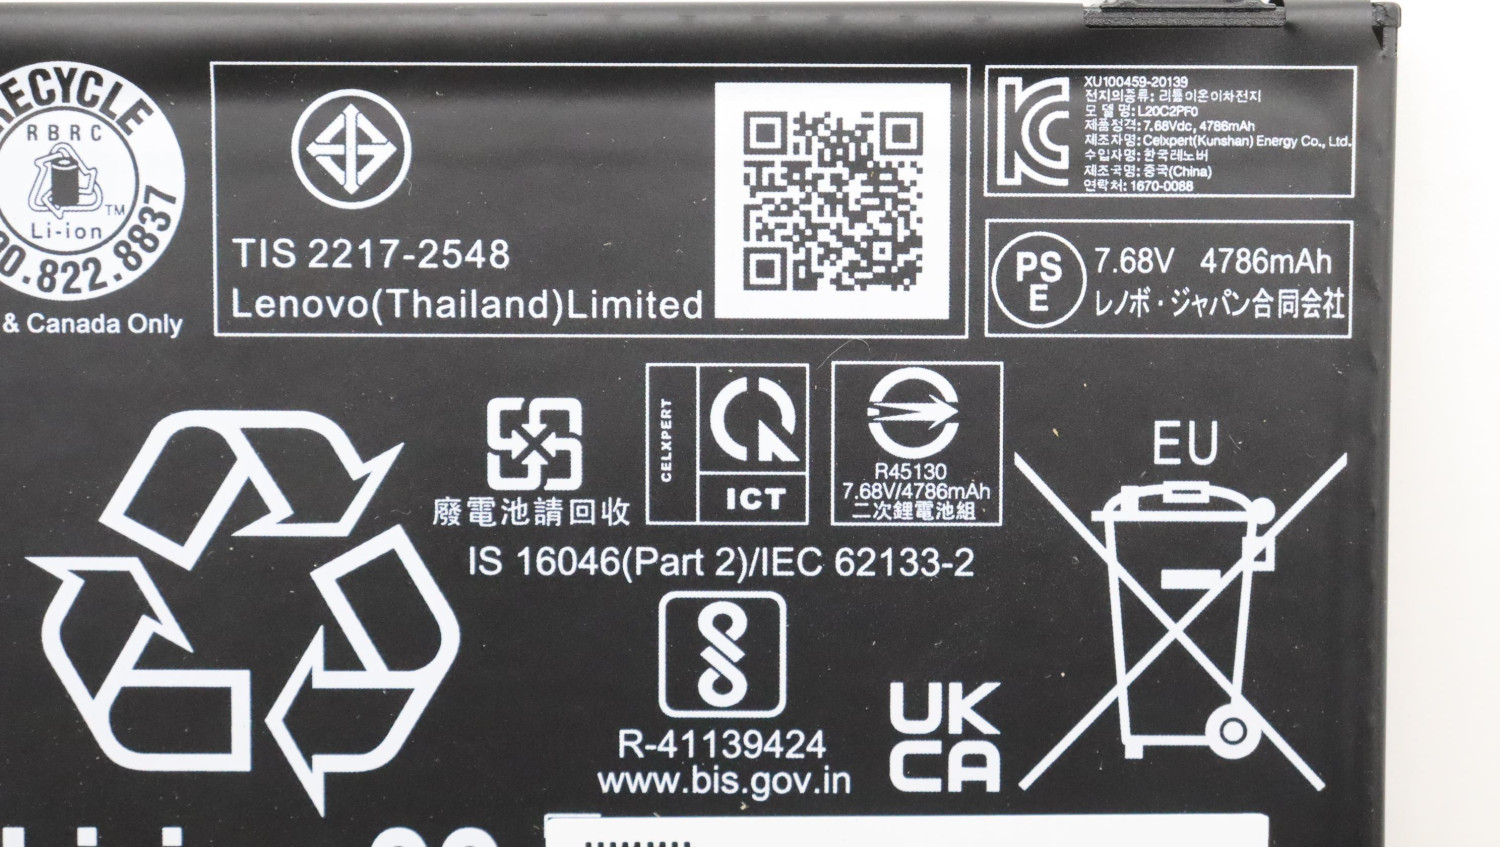 RECYCLE
RBRC
TM
Li-ion
.822.8837
& Canada Only
TIS 2217-2548
Lenovo(Thailand)Limited
XU100459-20139
전지의종류: 리튬이온이차전지
모 델 명: L20C2PF0
제품정격: 7.68Vdc, 4786mAh
제조자명: Celxpert(Kunshan) Energy Co., Ltd.
수입자명: 한국레노버
제조국명: 중국(China)
연락처: 1670-0088
PS
E
7.68V 4786mAh
レノボ・ジャパン合同会社
廢電池請回收
CELXPERT
ICT
R45130
7.68V/4786mAh
二次鋰電池組
EU
IS 16046(Part 2)/IEC 62133-2
R-41139424
www.bis.gov.in
UK
CA